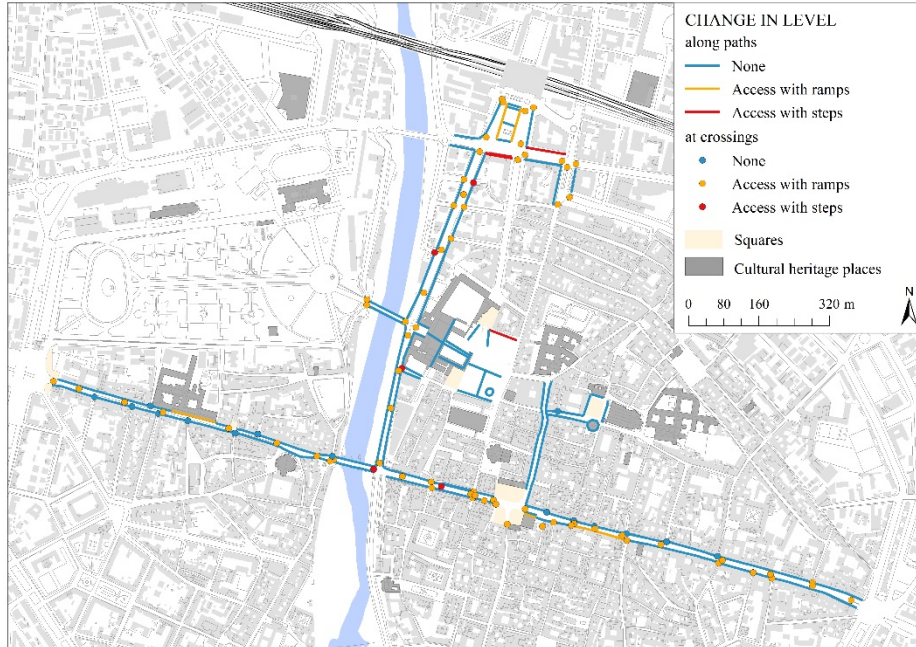 CHANGE IN LEVEL
along paths
None
Access with ramps
Access with steps
at crossings
None
Access with ramps
Access with steps
Squares
Cultural heritage places
N
0 80 160 320 m